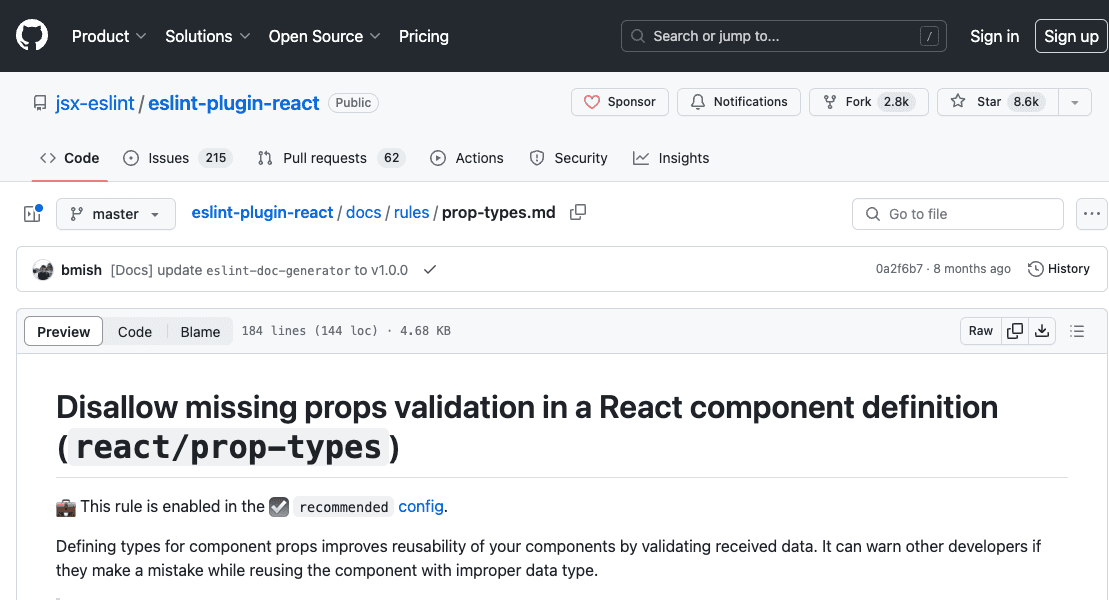 Product Solutions Open Source Pricing Search or jump to... / Sign in Sign up
jsx-eslint / eslint-plugin-react Public Sponsor Notifications Fork 2.8k Star 8.6k
Code Issues 215 Pull requests 62 Actions Security Insights
master eslint-plugin-react / docs / rules / prop-types.md Go to file
bmish [Docs] update eslint-doc-generator to v1.0.0 0a2f6b7 · 8 months ago History
Preview Code Blame 184 lines (144 loc) · 4.68 KB Raw
Disallow missing props validation in a React component definition
(react/prop-types)
💼 This rule is enabled in the ☑️ recommended config.
Defining types for component props improves reusability of your components by validating received data. It can warn other developers if
they make a mistake while reusing the component with improper data type.